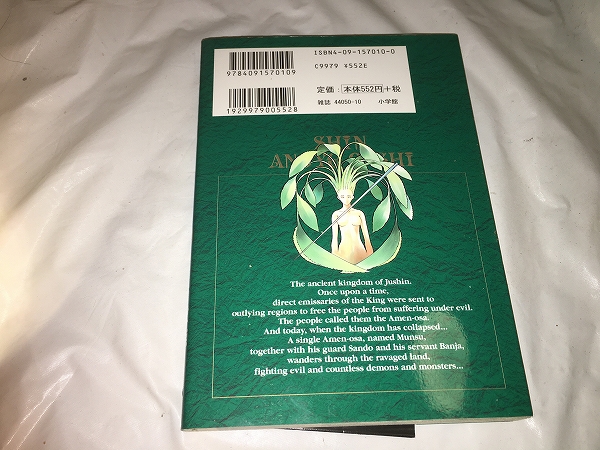 ISBN4-09-157010-0
C9979 ¥552E
9784091570109
定価：本体552円+税
雑誌 44050-10 小学館
1929979005528
SHIN
The ancient kingdom of Jushin.
Once upon a time,
direct emissaries of the King were sent to
outlying regions to free the people from suffering under evil.
The people called them the Amen-osa.
And today, when the kingdom has collapsed...
A single Amen-osa, named Munsu,
together with his guard Sando and his servant Banja,
wanders through the ravaged land,
fighting evil and countless demons and monsters...